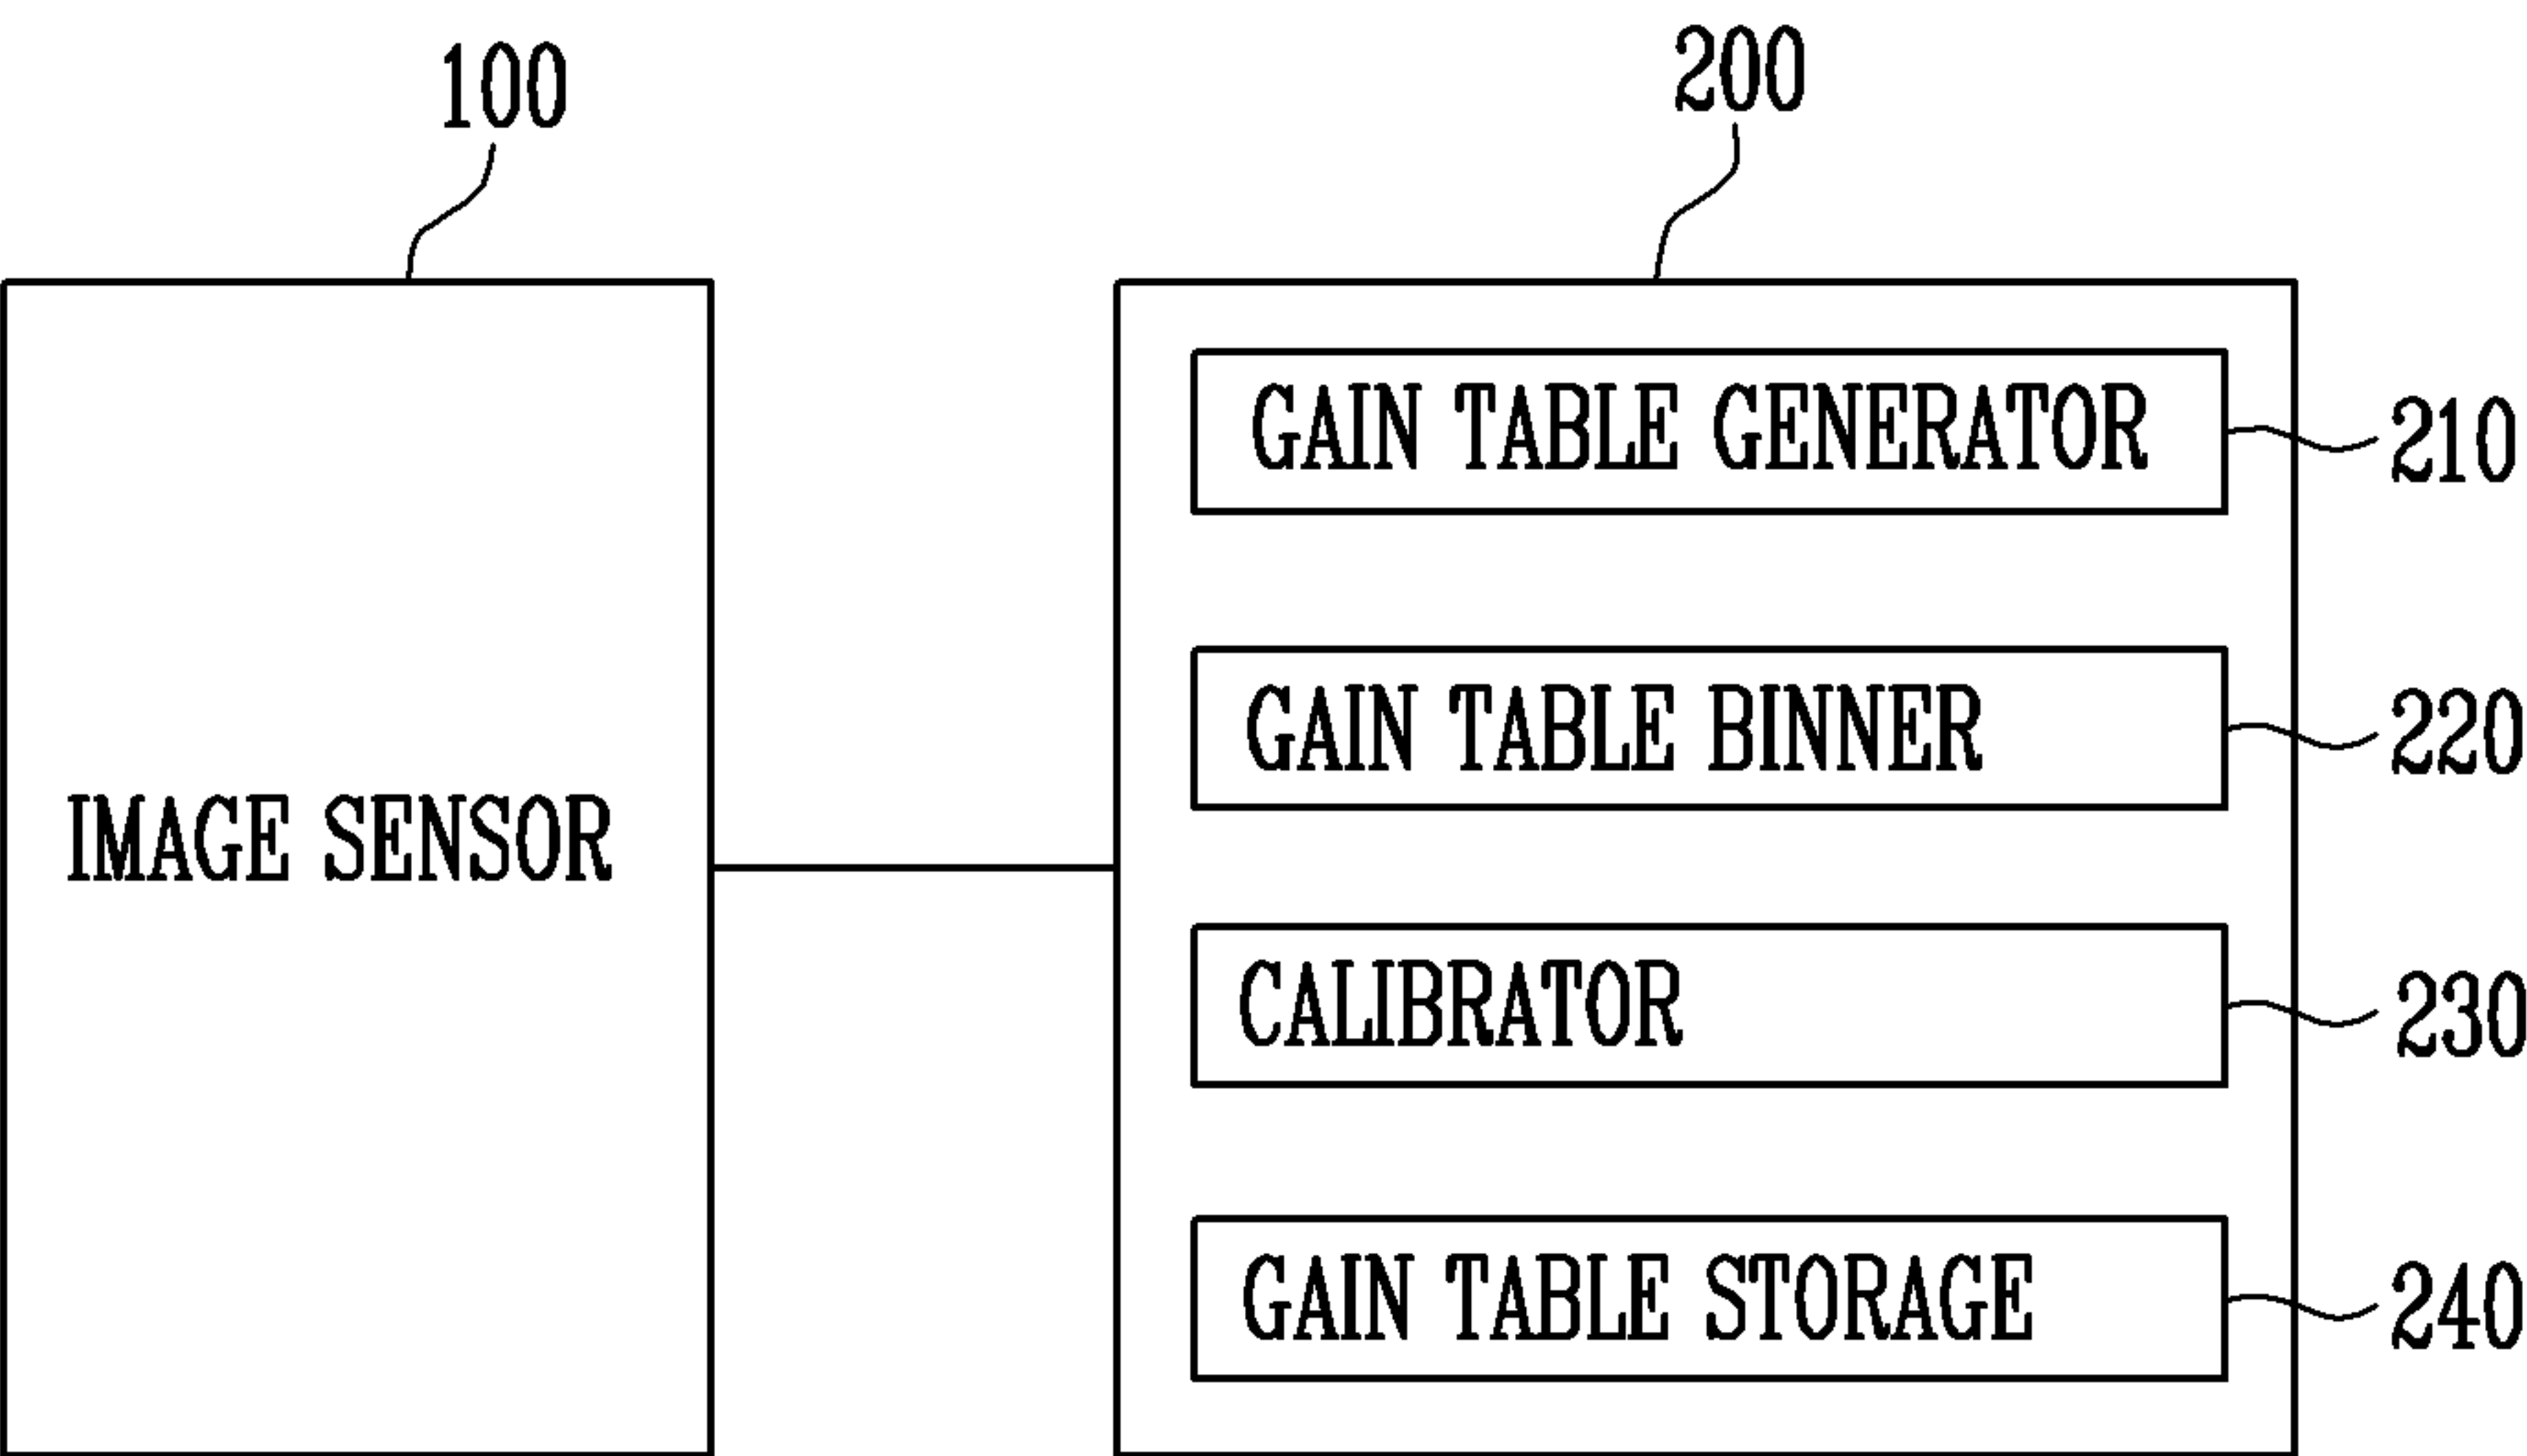 100
200
GAIN TABLE GENERATOR
210
GAIN TABLE BINNER
220
IMAGE SENSOR
CALIBRATOR
230
GAIN TABLE STORAGE
240